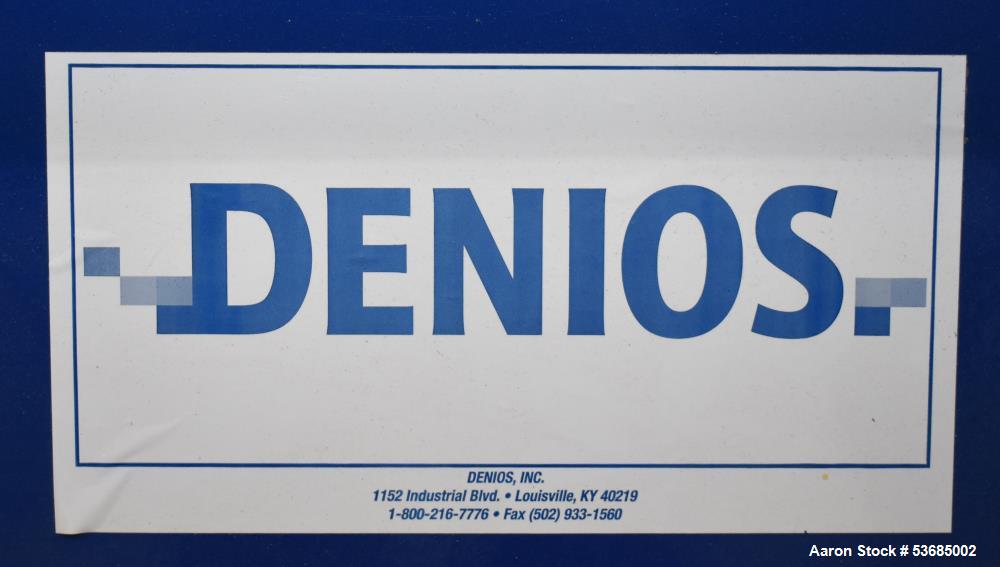 DENIOS
DENIOS, INC.
1152 Industrial Blvd. • Louisville, KY 40219
1-800-216-7776 • Fax (502) 933-1560
Aaron Stock # 53685002